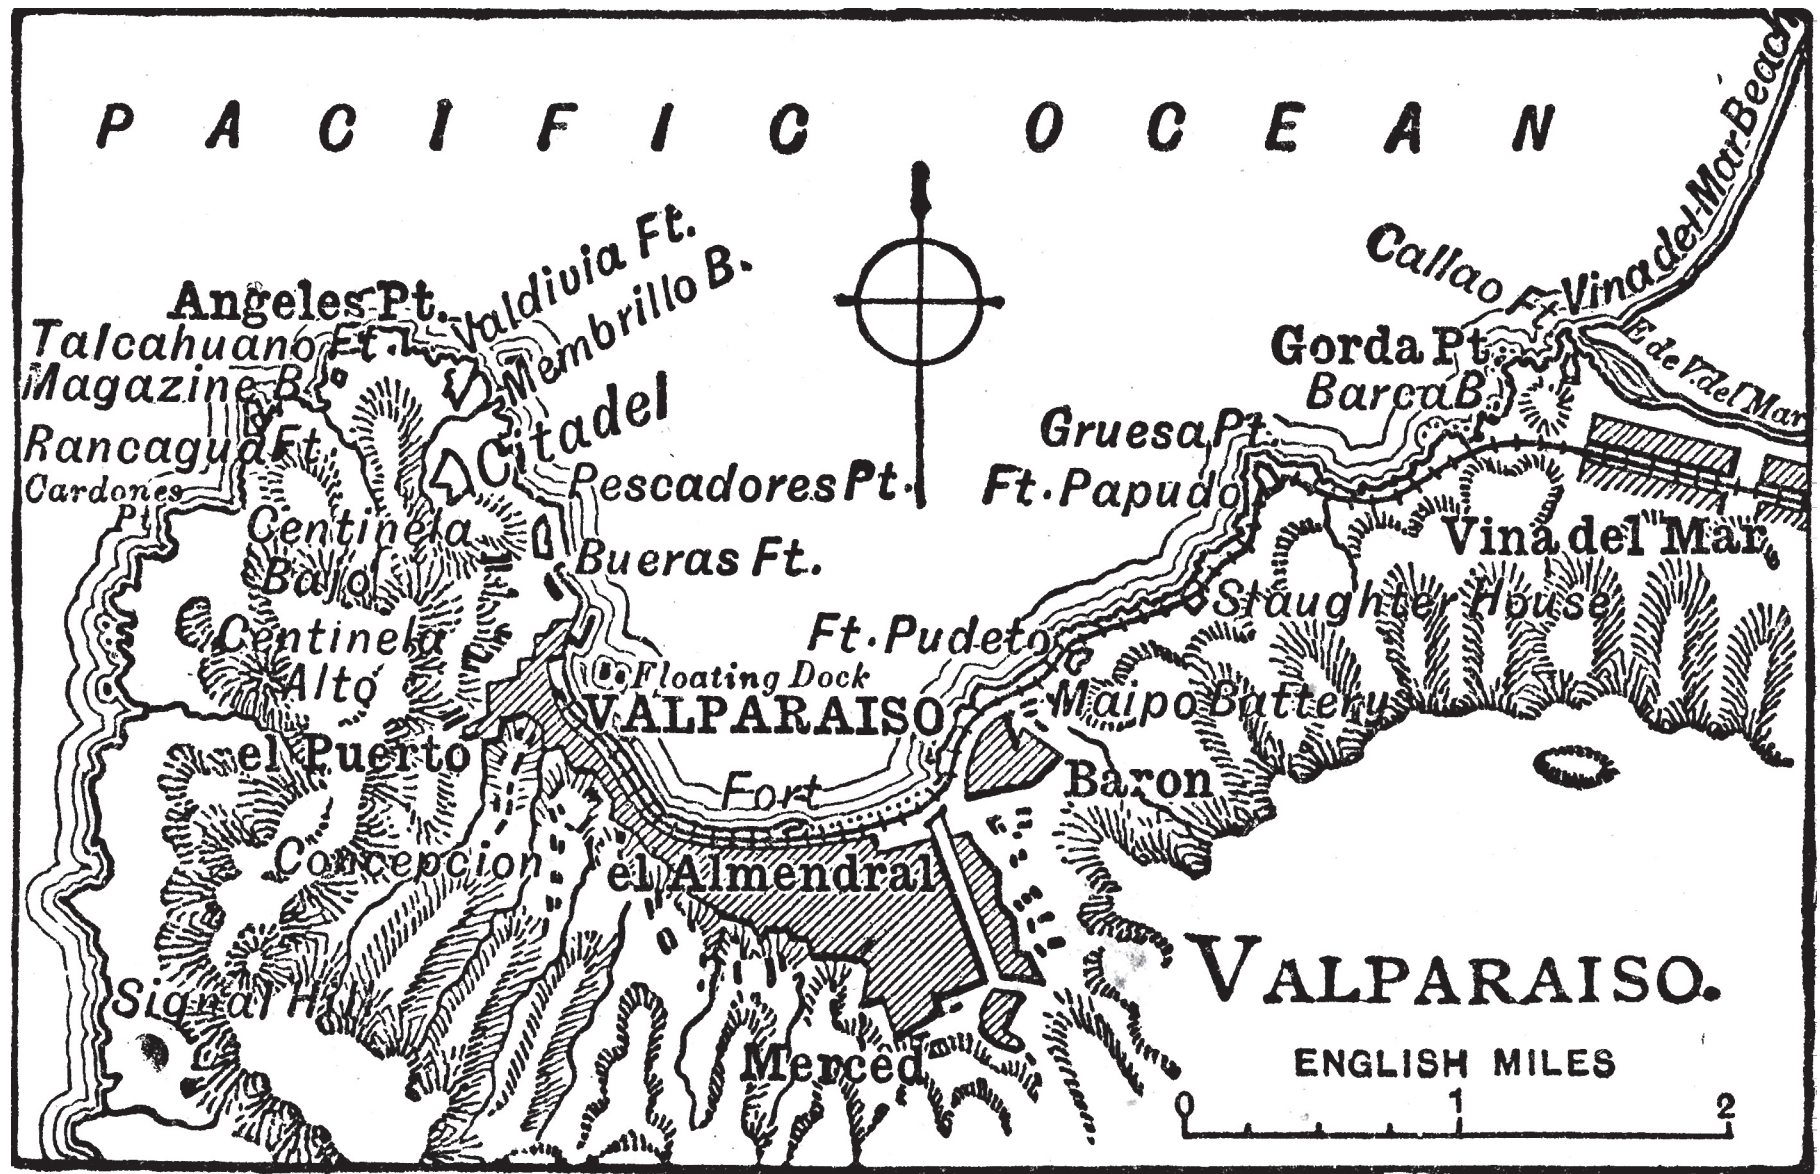 PACIFIC OCEAN
Vina del Mar Beach
Valdivia Ft.
Membrillo B.
Callao Ft.
Angeles Pt.
Talcahuano Ft.
Magazine B.
Gorda Pt.
Barca B.
E de V. del Mar
Citadel
Rancagua Ft.
Cardones
Pt.
Gruesa Pt.
Pescadores Pt.
Ft. Papudo
Centinela
Bajo
Vina del Mar
Bueras Ft.
Slaughter House
Centinela
Alto
Ft. Pudeto
Floating Dock
VALPARAISO
Maipo Battery
el Puerto
Fort
Baron
Concepcion
el Almendral
Signal Hill
Merced
VALPARAISO.
ENGLISH MILES
0 1 2